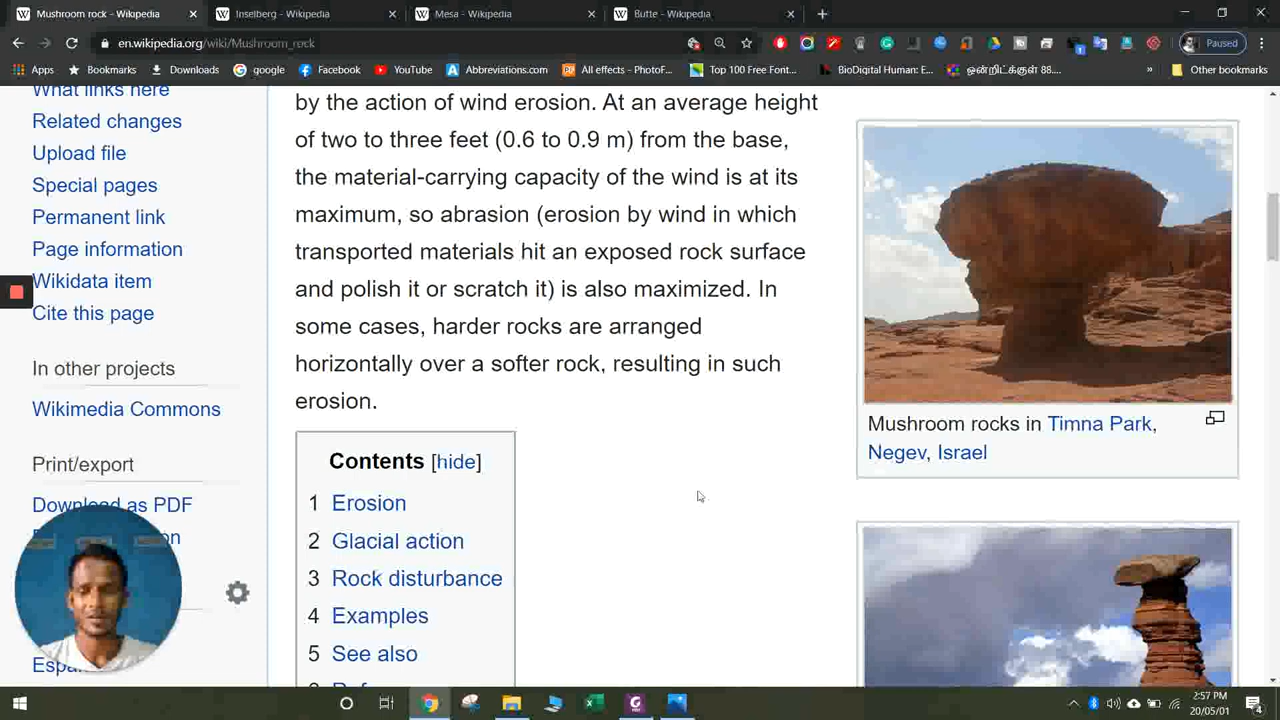 Mushroom rock - Wikipedia
Inselberg - Wikipedia
Mesa - Wikipedia
Butte - Wikipedia
en.wikipedia.org/wiki/Mushroom_rock
Paused
Apps
Bookmarks
Downloads
google
Facebook
YouTube
Abbreviations.com
All effects - PhotoF...
Top 100 Free Font...
BioDigital Human: E...
ஒன்றிட்க்குள் 88....
»
Other bookmarks
What links here
Related changes
Upload file
Special pages
Permanent link
Page information
Wikidata item
Cite this page
In other projects
Wikimedia Commons
Print/export
Download as PDF
by the action of wind erosion. At an average height
of two to three feet (0.6 to 0.9 m) from the base,
the material-carrying capacity of the wind is at its
maximum, so abrasion (erosion by wind in which
transported materials hit an exposed rock surface
and polish it or scratch it) is also maximized. In
some cases, harder rocks are arranged
horizontally over a softer rock, resulting in such
erosion.
Contents [hide]
1 Erosion
2 Glacial action
3 Rock disturbance
4 Examples
5 See also
Mushroom rocks in Timna Park,
Negev, Israel
2:57 PM
20/05/01
4